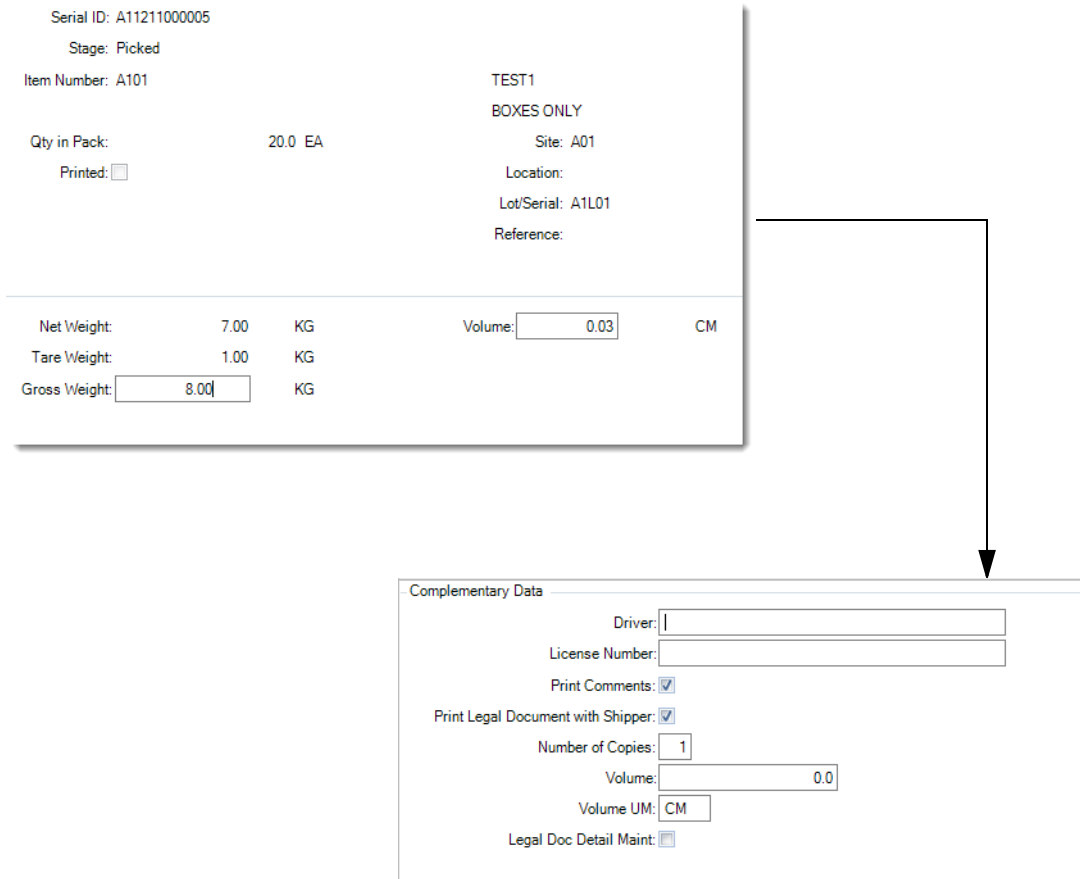 Serial ID: A11211000005
Stage: Picked
Item Number: A101 TEST1
BOXES ONLY
Qty in Pack: 20.0 EA Site: A01
Printed: Location:
Lot/Serial: A1L01
Reference:
Net Weight: 7.00 KG Volume: 0.03 CM
Tare Weight: 1.00 KG
Gross Weight: 8.00 KG
Complementary Data
Driver:
License Number:
Print Comments:
Print Legal Document with Shipper:
Number of Copies: 1
Volume: 0.0
Volume UM: CM
Legal Doc Detail Maint: